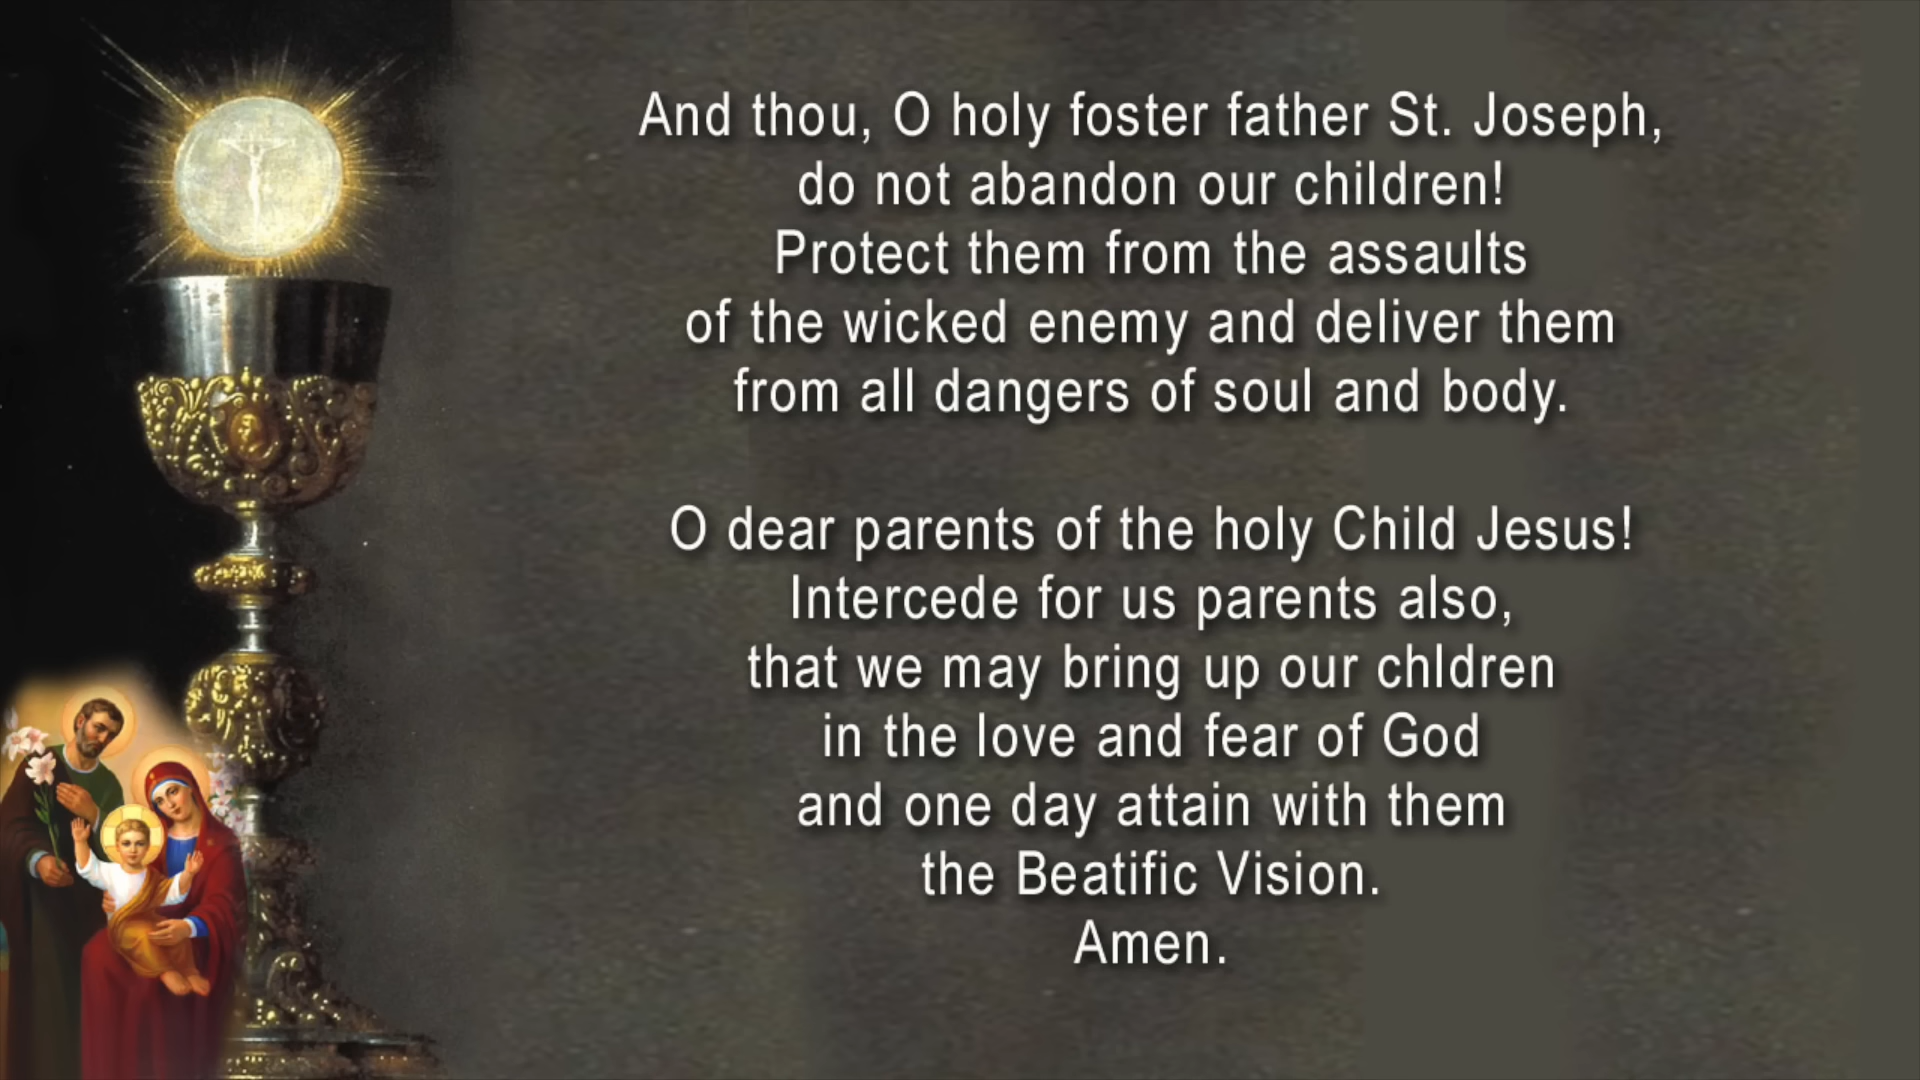 And thou, O holy foster father St. Joseph,
do not abandon our children!
Protect them from the assaults
of the wicked enemy and deliver them
from all dangers of soul and body.
O dear parents of the holy Child Jesus!
Intercede for us parents also,
that we may bring up our chldren
in the love and fear of God
and one day attain with them
the Beatific Vision.
Amen.